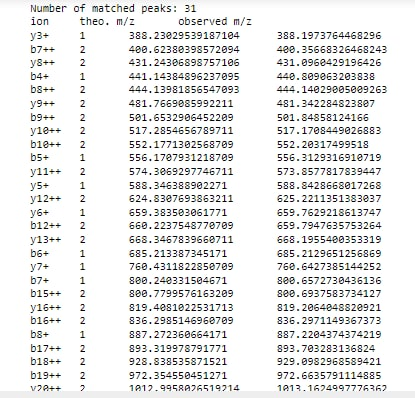 Number of matched peaks: 31
ion theo. m/z observed m/z
y3+ 1 388.23029539187104 388.1973764468296
b7++ 2 400.62380398572094 400.35668326468243
y8++ 2 431.24306898757106 431.0960429196426
b4+ 1 441.14384896237095 440.809063203838
b8++ 2 444.13981856547093 444.14029005009263
y9++ 2 481.7669085992211 481.342284823807
b9++ 2 501.6532906452209 501.84858124166
y10++ 2 517.2854656789711 517.1708449026883
b10++ 2 552.1771302568709 552.20317499518
b5+ 1 556.1707931218709 556.3129316910719
y11++ 2 574.3069297746711 573.8577817839447
y5+ 1 588.346388902271 588.8428668017268
y12++ 2 624.8307693863211 625.2211351383037
y6+ 1 659.383503061771 659.7629218613747
b12++ 2 660.2237548770709 659.7947635753264
y13++ 2 668.3467839660711 668.1955400353319
b6+ 1 685.213387345171 685.2129651256869
y7+ 1 760.4311822850709 760.6427385144252
b7+ 1 800.240331504671 800.6572730436136
b15++ 2 800.7799576163209 800.6937583734127
y16++ 2 819.4081022531713 819.2064048820921
b16++ 2 836.2985146960709 836.2971149367373
b8+ 1 887.272360664171 887.2204374374219
b17++ 2 893.319978791771 893.703283136824
b18++ 2 928.838535871521 929.0982968589421
b19++ 2 972.354550451271 972.6635791114885
y20++ 2 1012.9958026519214 1013.1624997776362